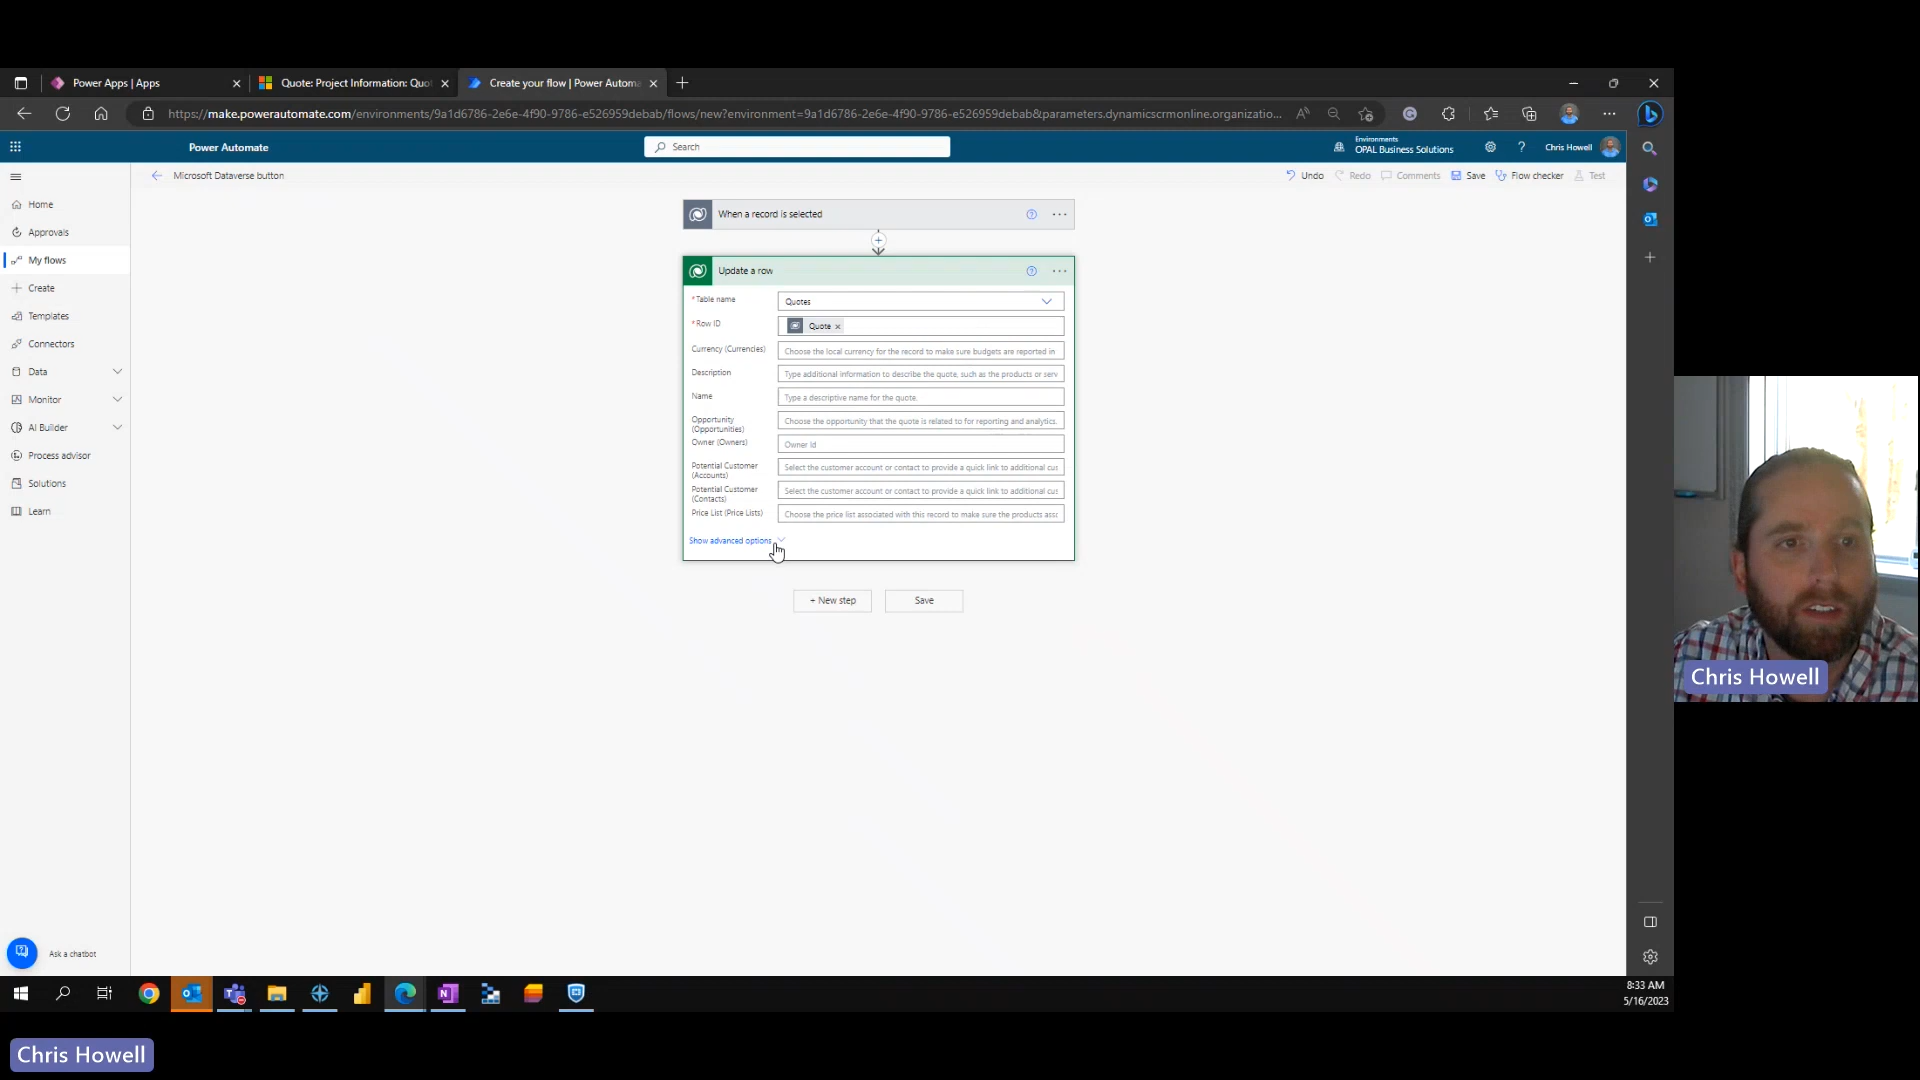 Power Apps | Apps
Quote: Project Information: Quo
Create your flow | Power Automa
https://make.powerautomate.com/environments/9a1d6786-2e6e-4f90-9786-e526959debab/flows/new?environment=9a1d6786-2e6e-4f90-9786-e526959debab&parameters.dynamicscrmonline.organizatio...
Power Automate
Search
Environments
OPAL Business Solutions
?
Chris Howell
Microsoft Dataverse button
Undo
Redo
Comments
Save
Flow checker
Test
Home
Approvals
My flows
Create
Templates
Connectors
Data
Monitor
AI Builder
Process advisor
Solutions
Learn
Ask a chatbot
When a record is selected
Update a row
*Table name
Quotes
*Row ID
Quote
Currency (Currencies)
Choose the local currency for the record to make sure budgets are reported in
Description
Type additional information to describe the quote, such as the products or serv
Name
Type a descriptive name for the quote.
Opportunity (Opportunities)
Choose the opportunity that the quote is related to for reporting and analytics.
Owner (Owners)
Owner Id
Potential Customer (Accounts)
Select the customer account or contact to provide a quick link to additional cus
Potential Customer (Contacts)
Select the customer account or contact to provide a quick link to additional cus
Price List (Price Lists)
Choose the price list associated with this record to make sure the products asso
Show advanced options
+ New step
Save
Chris Howell
8:33 AM
5/16/2023
Chris Howell